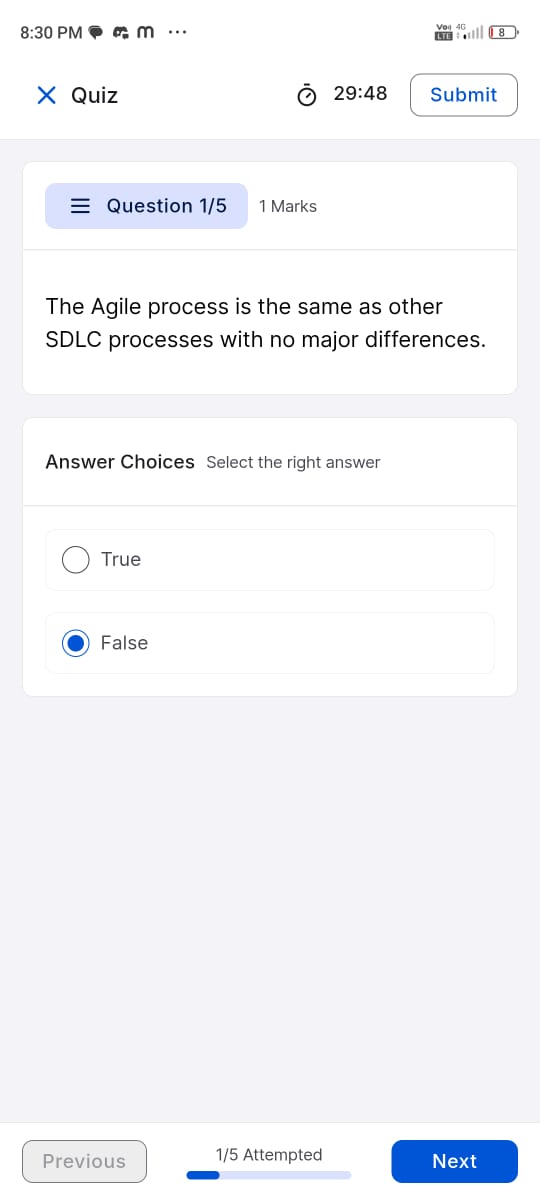 8:30 PM m ...
Vo) 4G
LTE 8
Quiz 29:48 Submit
Question 1/5 1 Marks
The Agile process is the same as other
SDLC processes with no major differences.
Answer Choices Select the right answer
True
False
Previous 1/5 Attempted Next